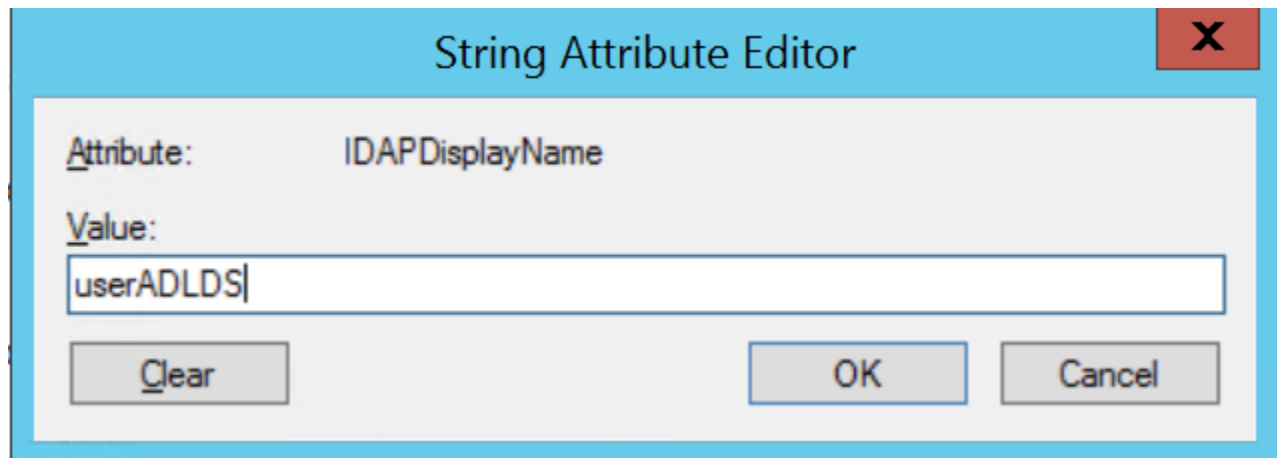 String Attribute Editor
X
Attribute: lDAPDisplayName
Value:
userADLDS
Clear OK Cancel